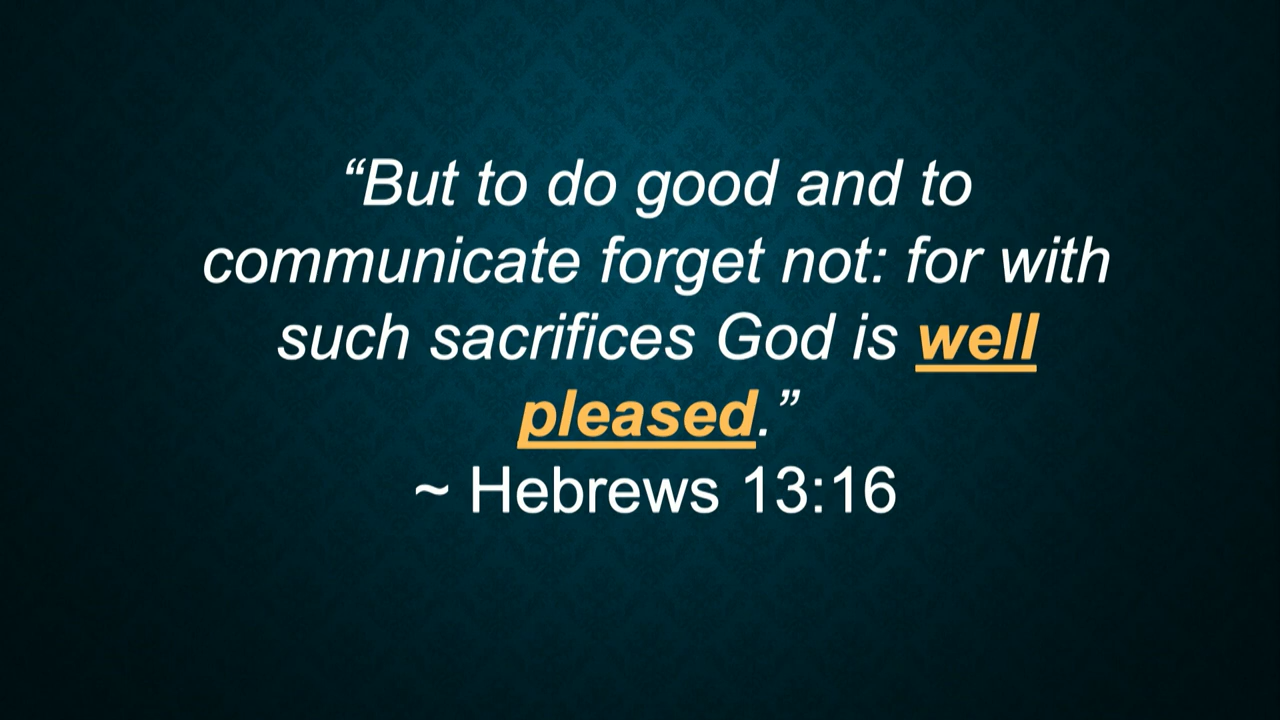 “But to do good and to
communicate forget not: for with
such sacrifices God is well
pleased.”
~ Hebrews 13:16